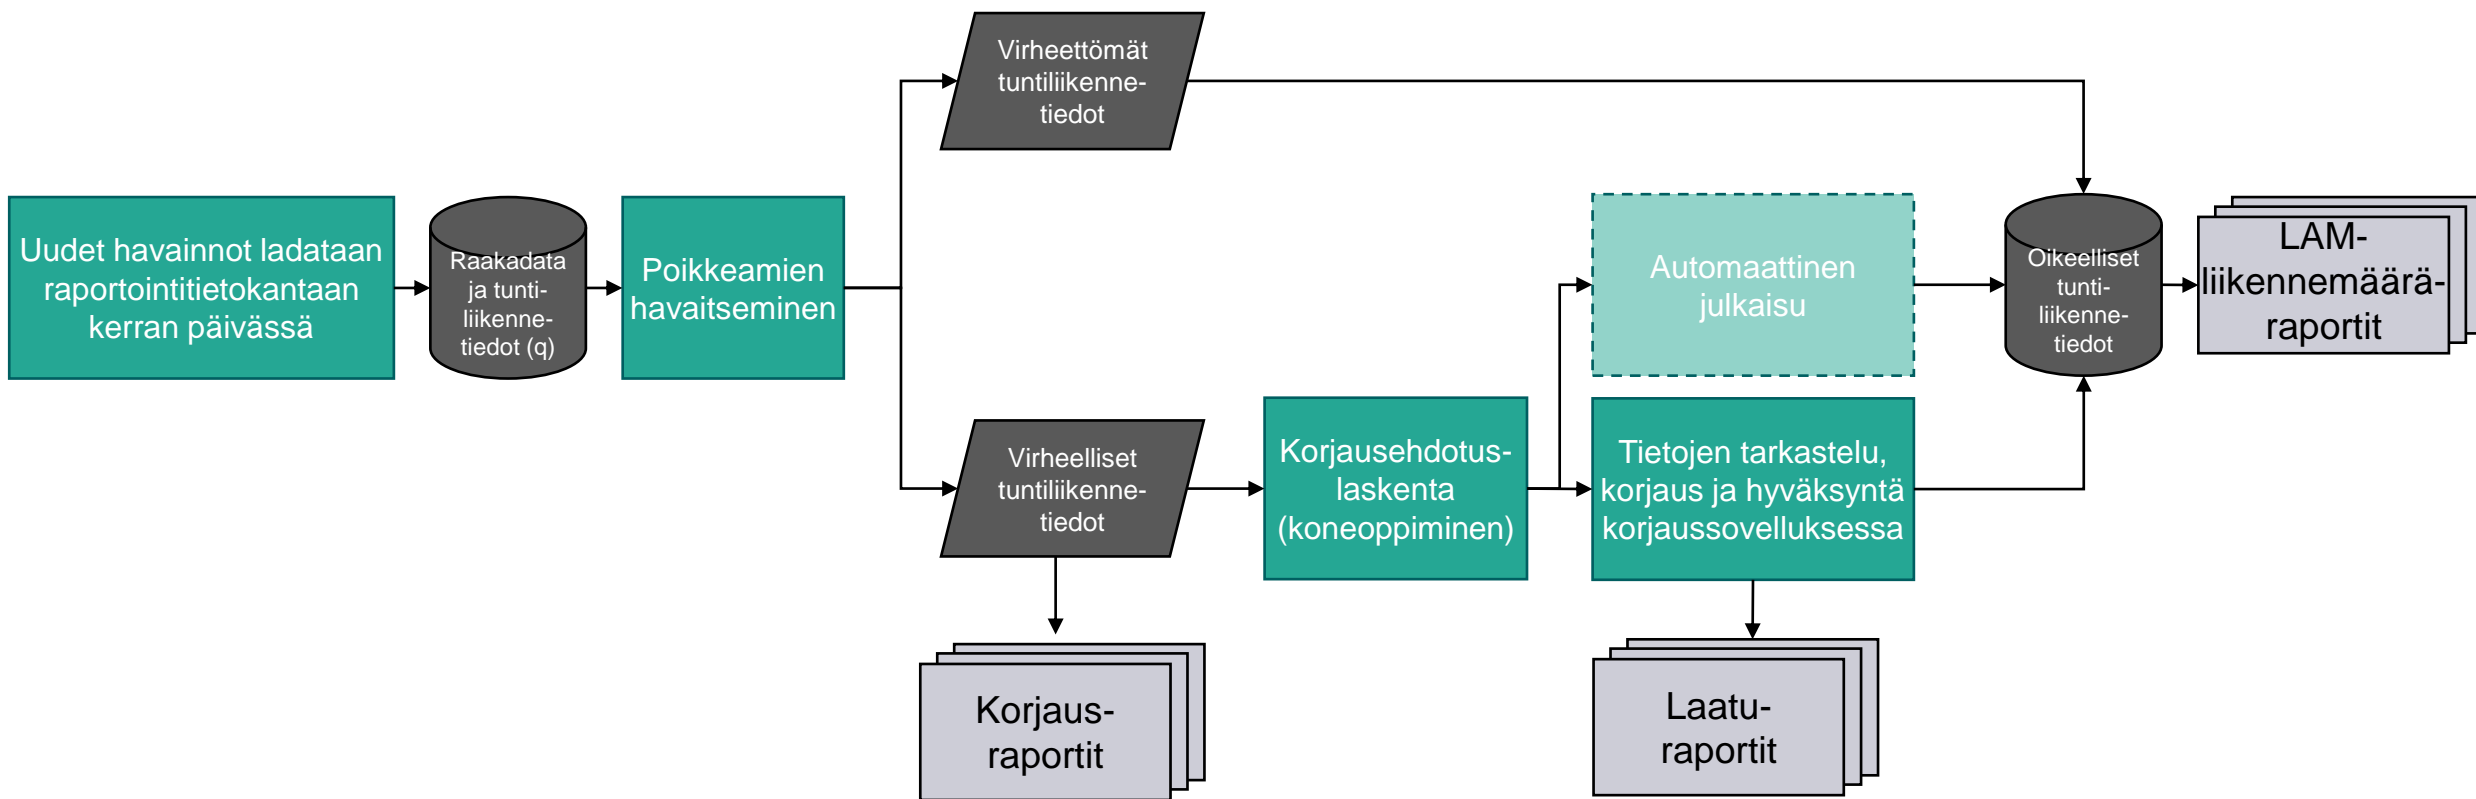 Uudet havainnot ladataan
raportointitietokantaan
kerran päivässä
Raakadata
ja tunti-
liikenne-
tiedot (q)
Poikkeamien
havaitseminen
Virheettömät
tuntiliikenne-
tiedot
Virheelliset
tuntiliikenne-
tiedot
Korjaus-
raportit
Korjausehdotus-
laskenta
(koneoppiminen)
Automaattinen
julkaisu
Tietojen tarkastelu,
korjaus ja hyväksyntä
korjaussovelluksessa
Laatu-
raportit
Oikeelliset
tunti-
liikenne-
tiedot
LAM-
liikennemäärä-
raportit